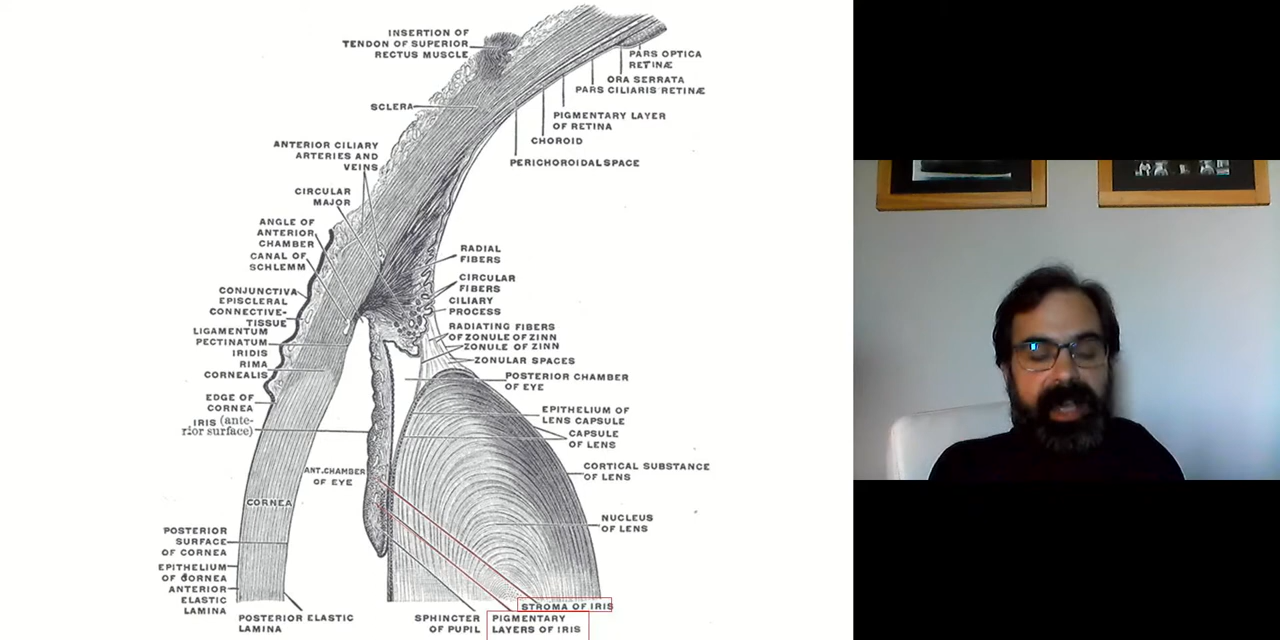 INSERTION OF
TENDON OF SUPERIOR
RECTUS MUSCLE
PARS OPTICA
RETINÆ
ORA SERRATA
PARS CILIARIS RETINÆ
SCLERA
PIGMENTARY LAYER
OF RETINA
CHOROID
PERICHOROIDAL SPACE
ANTERIOR CILIARY
ARTERIES AND
VEINS
CIRCULAR
MAJOR
ANGLE OF
ANTERIOR
CHAMBER
CANAL OF
SCHLEMM
CONJUNCTIVA
EPISCLERAL
CONNECTIVE-
TISSUE
LIGAMENTUM
PECTINATUM
IRIDIS
RIMA
CORNEALIS
EDGE OF
CORNEA
IRIS (ante-
rior surface)
RADIAL
FIBERS
CIRCULAR
FIBERS
CILIARY
PROCESS
RADIATING FIBERS
OF ZONULE OF ZINN
ZONULE OF ZINN
ZONULAR SPACES
POSTERIOR CHAMBER
OF EYE
EPITHELIUM OF
LENS CAPSULE
CAPSULE
OF LENS
CORTICAL SUBSTANCE
OF LENS
ANT. CHAMBER
OF EYE
CORNEA
NUCLEUS
OF LENS
POSTERIOR
SURFACE
OF CORNEA
EPITHELIUM
OF CORNEA
ANTERIOR
ELASTIC
LAMINA
POSTERIOR ELASTIC
LAMINA
SPHINCTER
OF PUPIL
STROMA OF IRIS
PIGMENTARY
LAYERS OF IRIS